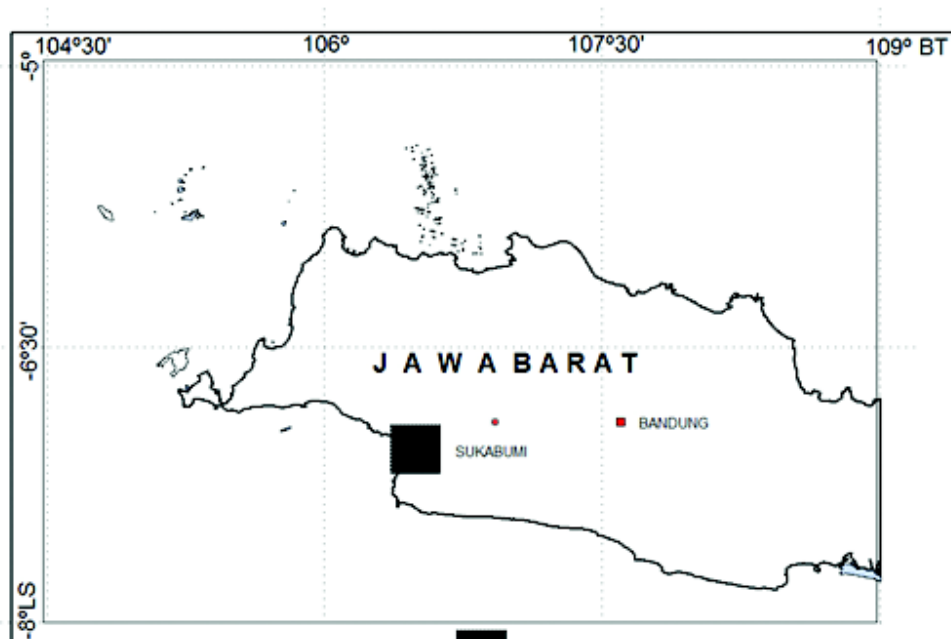 104º30' 106º 107º30' 109º BT
-5º
-6º30'
J A W A B A R A T
BANDUNG
SUKABUMI
-8ºLS